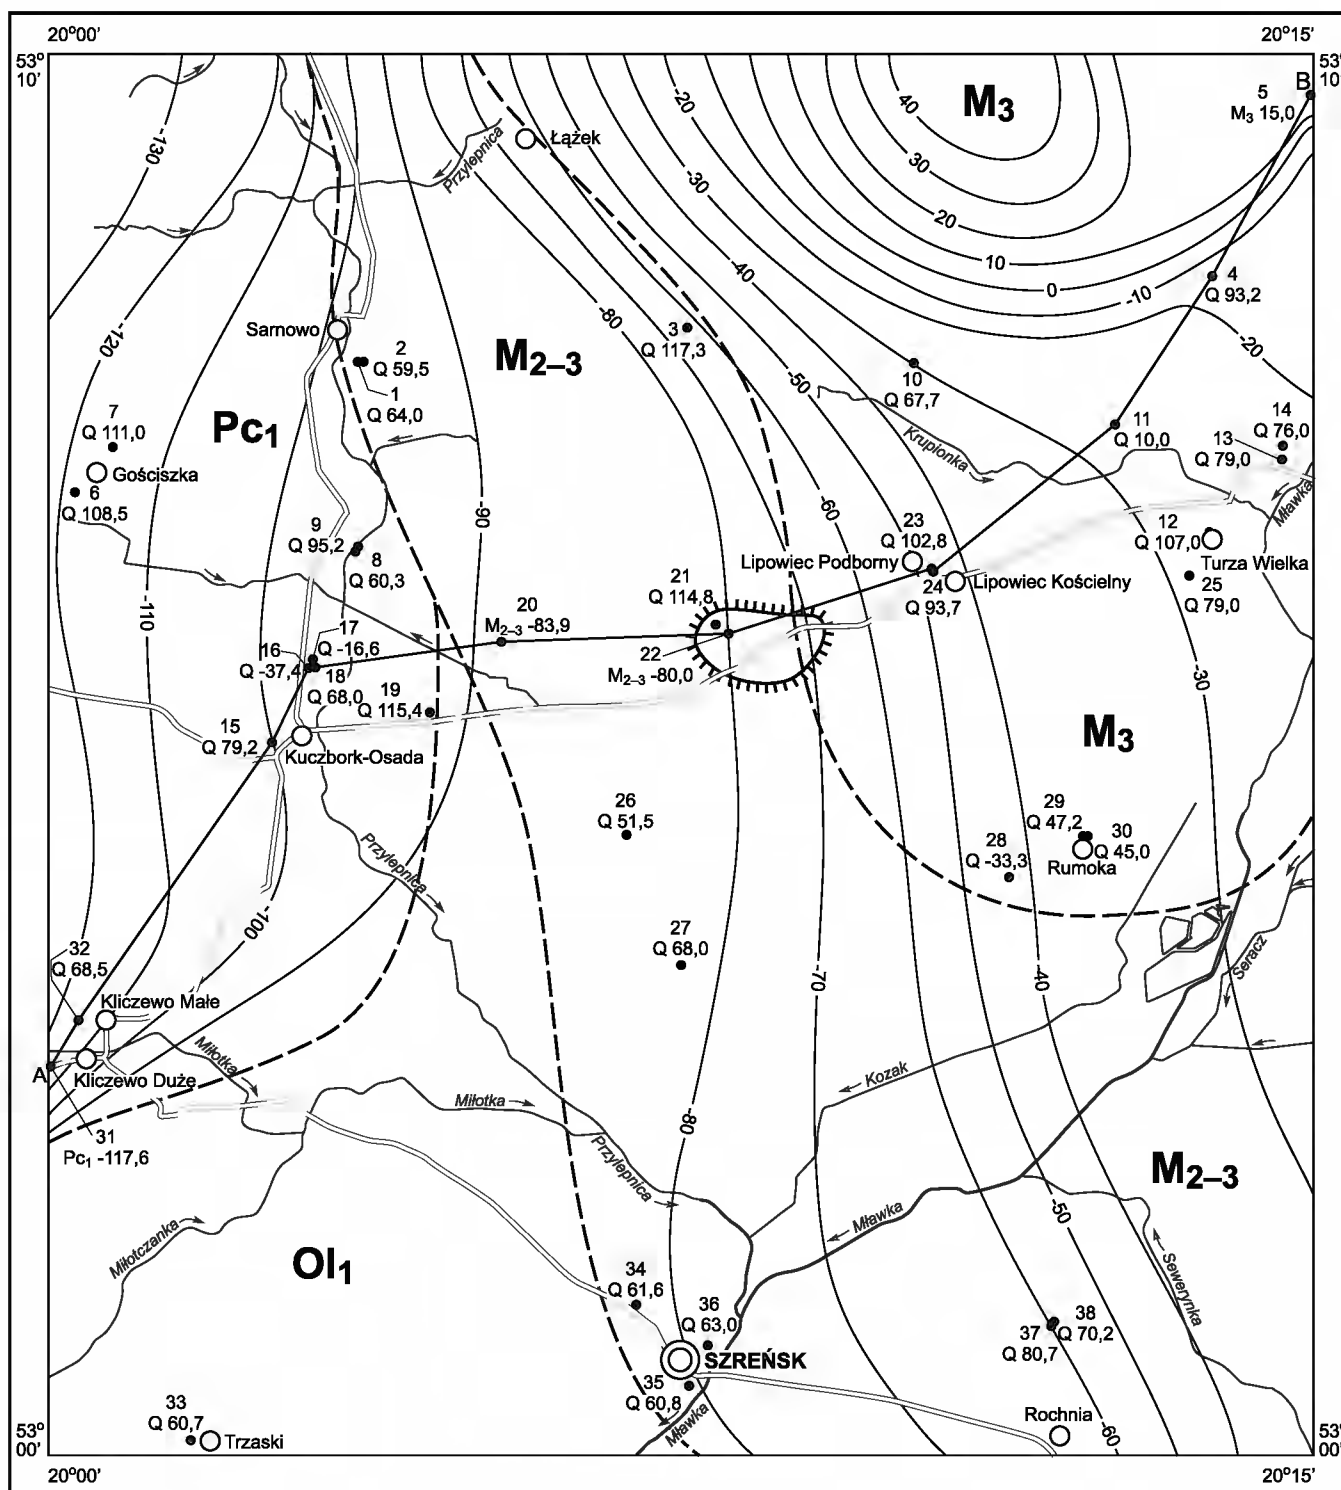 20°00'
20°15'
53°
10'
53°
10'
B
5
M₃ 15,0
M₃
40
30
20
10
0
-10
-20
-20
-30
-40
-50
-60
-130
-120
-110
-80
-90
Łążek
Przylepnica
4
Q 93,2
Sarnowo
2
Q 59,5
1
Q 64,0
M₂₋₃
3
Q 117,3
10
Q 67,7
11
Q 10,0
14
Q 76,0
13
Q 79,0
Mławka
Krupionka
7
Q 111,0
Gościszka
6
Q 108,5
Pc₁
9
Q 95,2
8
Q 60,3
23
Q 102,8
Lipowiec Podborny
24
Q 93,7
Lipowiec Kościelny
12
Q 107,0
Turza Wielka
25
Q 79,0
21
Q 114,8
20
M₂₋₃ -83,9
22
M₂₋₃ -80,0
17
Q -16,6
16
Q -37,4
18
Q 68,0
19
Q 115,4
15
Q 79,2
Kuczbork-Osada
-30
M₃
26
Q 51,5
29
Q 47,2
30
Q 45,0
Rumoka
28
Q -33,3
Przylepnica
-100
27
Q 68,0
-70
-40
Seracz
32
Q 68,5
Kliczewo Małe
A
Kliczewo Duże
31
Pc₁ -117,6
Miłotka
Miłotka
Kozak
-80
Przylepnica
M₂₋₃
Mławka
-50
Sewerynka
Miłotczanka
Ol₁
34
Q 61,6
36
Q 63,0
SZREŃSK
35
Q 60,8
Mławka
38
Q 70,2
37
Q 80,7
33
Q 60,7
Trzaski
Rochnia
-60
53°
00'
53°
00'
20°00'
20°15'